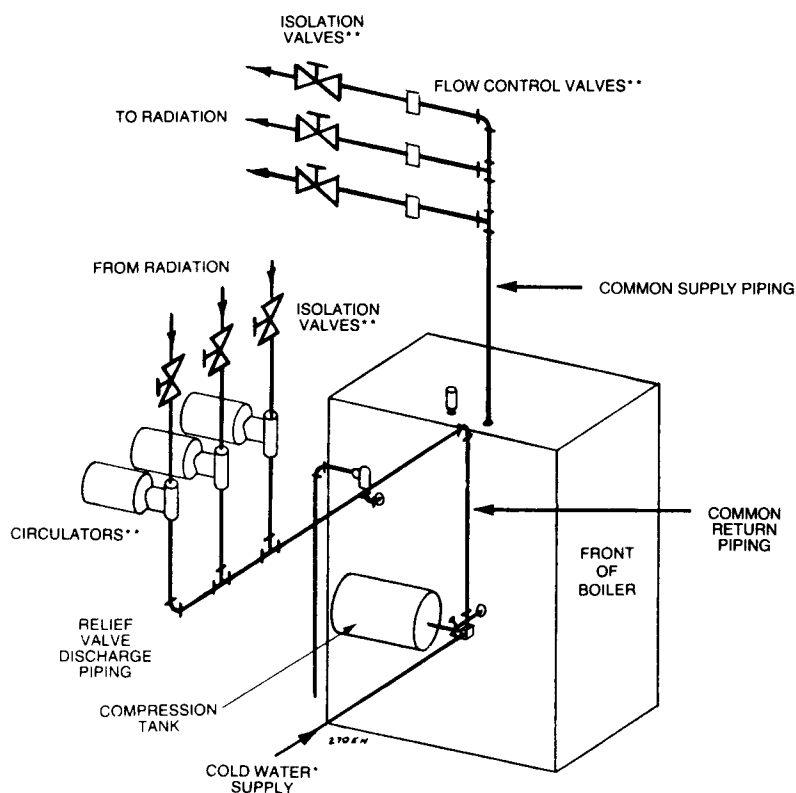 ISOLATION
VALVES**
FLOW CONTROL VALVES**
TO RADIATION
FROM RADIATION
ISOLATION
VALVES**
COMMON SUPPLY PIPING
CIRCULATORS**
COMMON
RETURN
PIPING
FRONT
OF
BOILER
RELIEF
VALVE
DISCHARGE
PIPING
COMPRESSION
TANK
COLD WATER*
SUPPLY